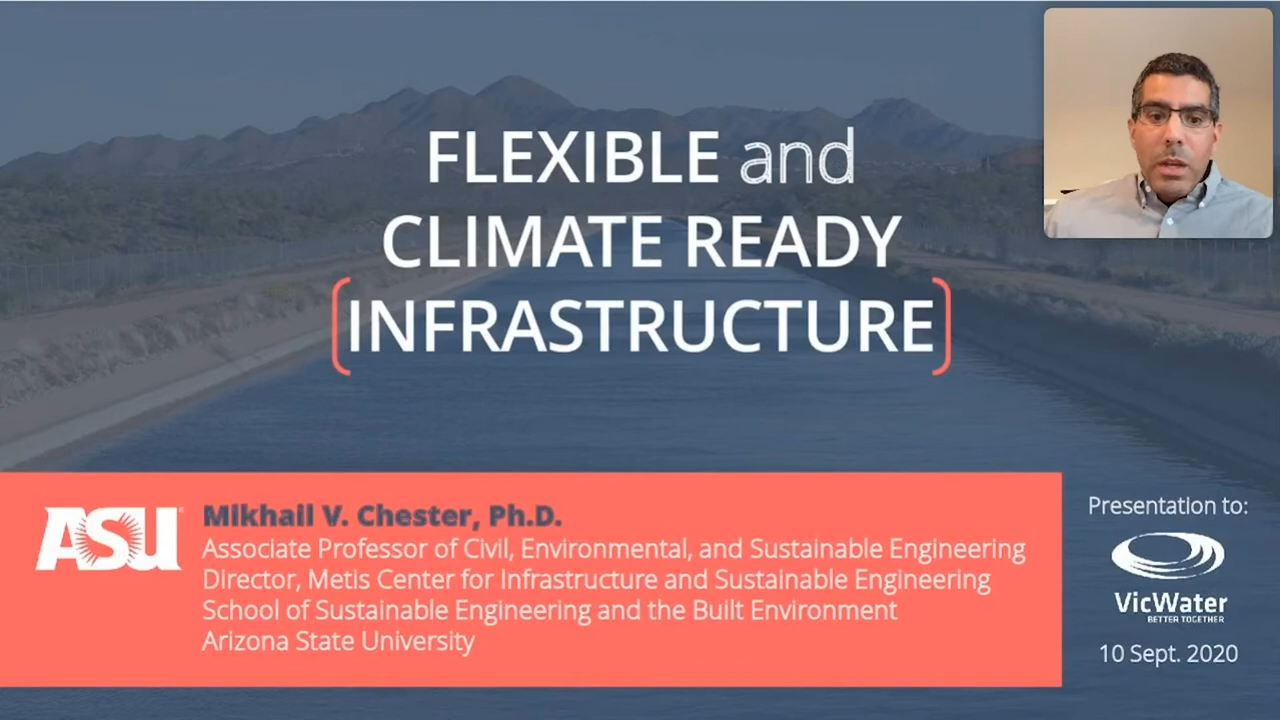 FLEXIBLE and
CLIMATE READY
INFRASTRUCTURE
ASU
Mikhail V. Chester, Ph.D.
Associate Professor of Civil, Environmental, and Sustainable Engineering
Director, Metis Center for Infrastructure and Sustainable Engineering
School of Sustainable Engineering and the Built Environment
Arizona State University
Presentation to:
VicWater
BETTER TOGETHER
10 Sept. 2020